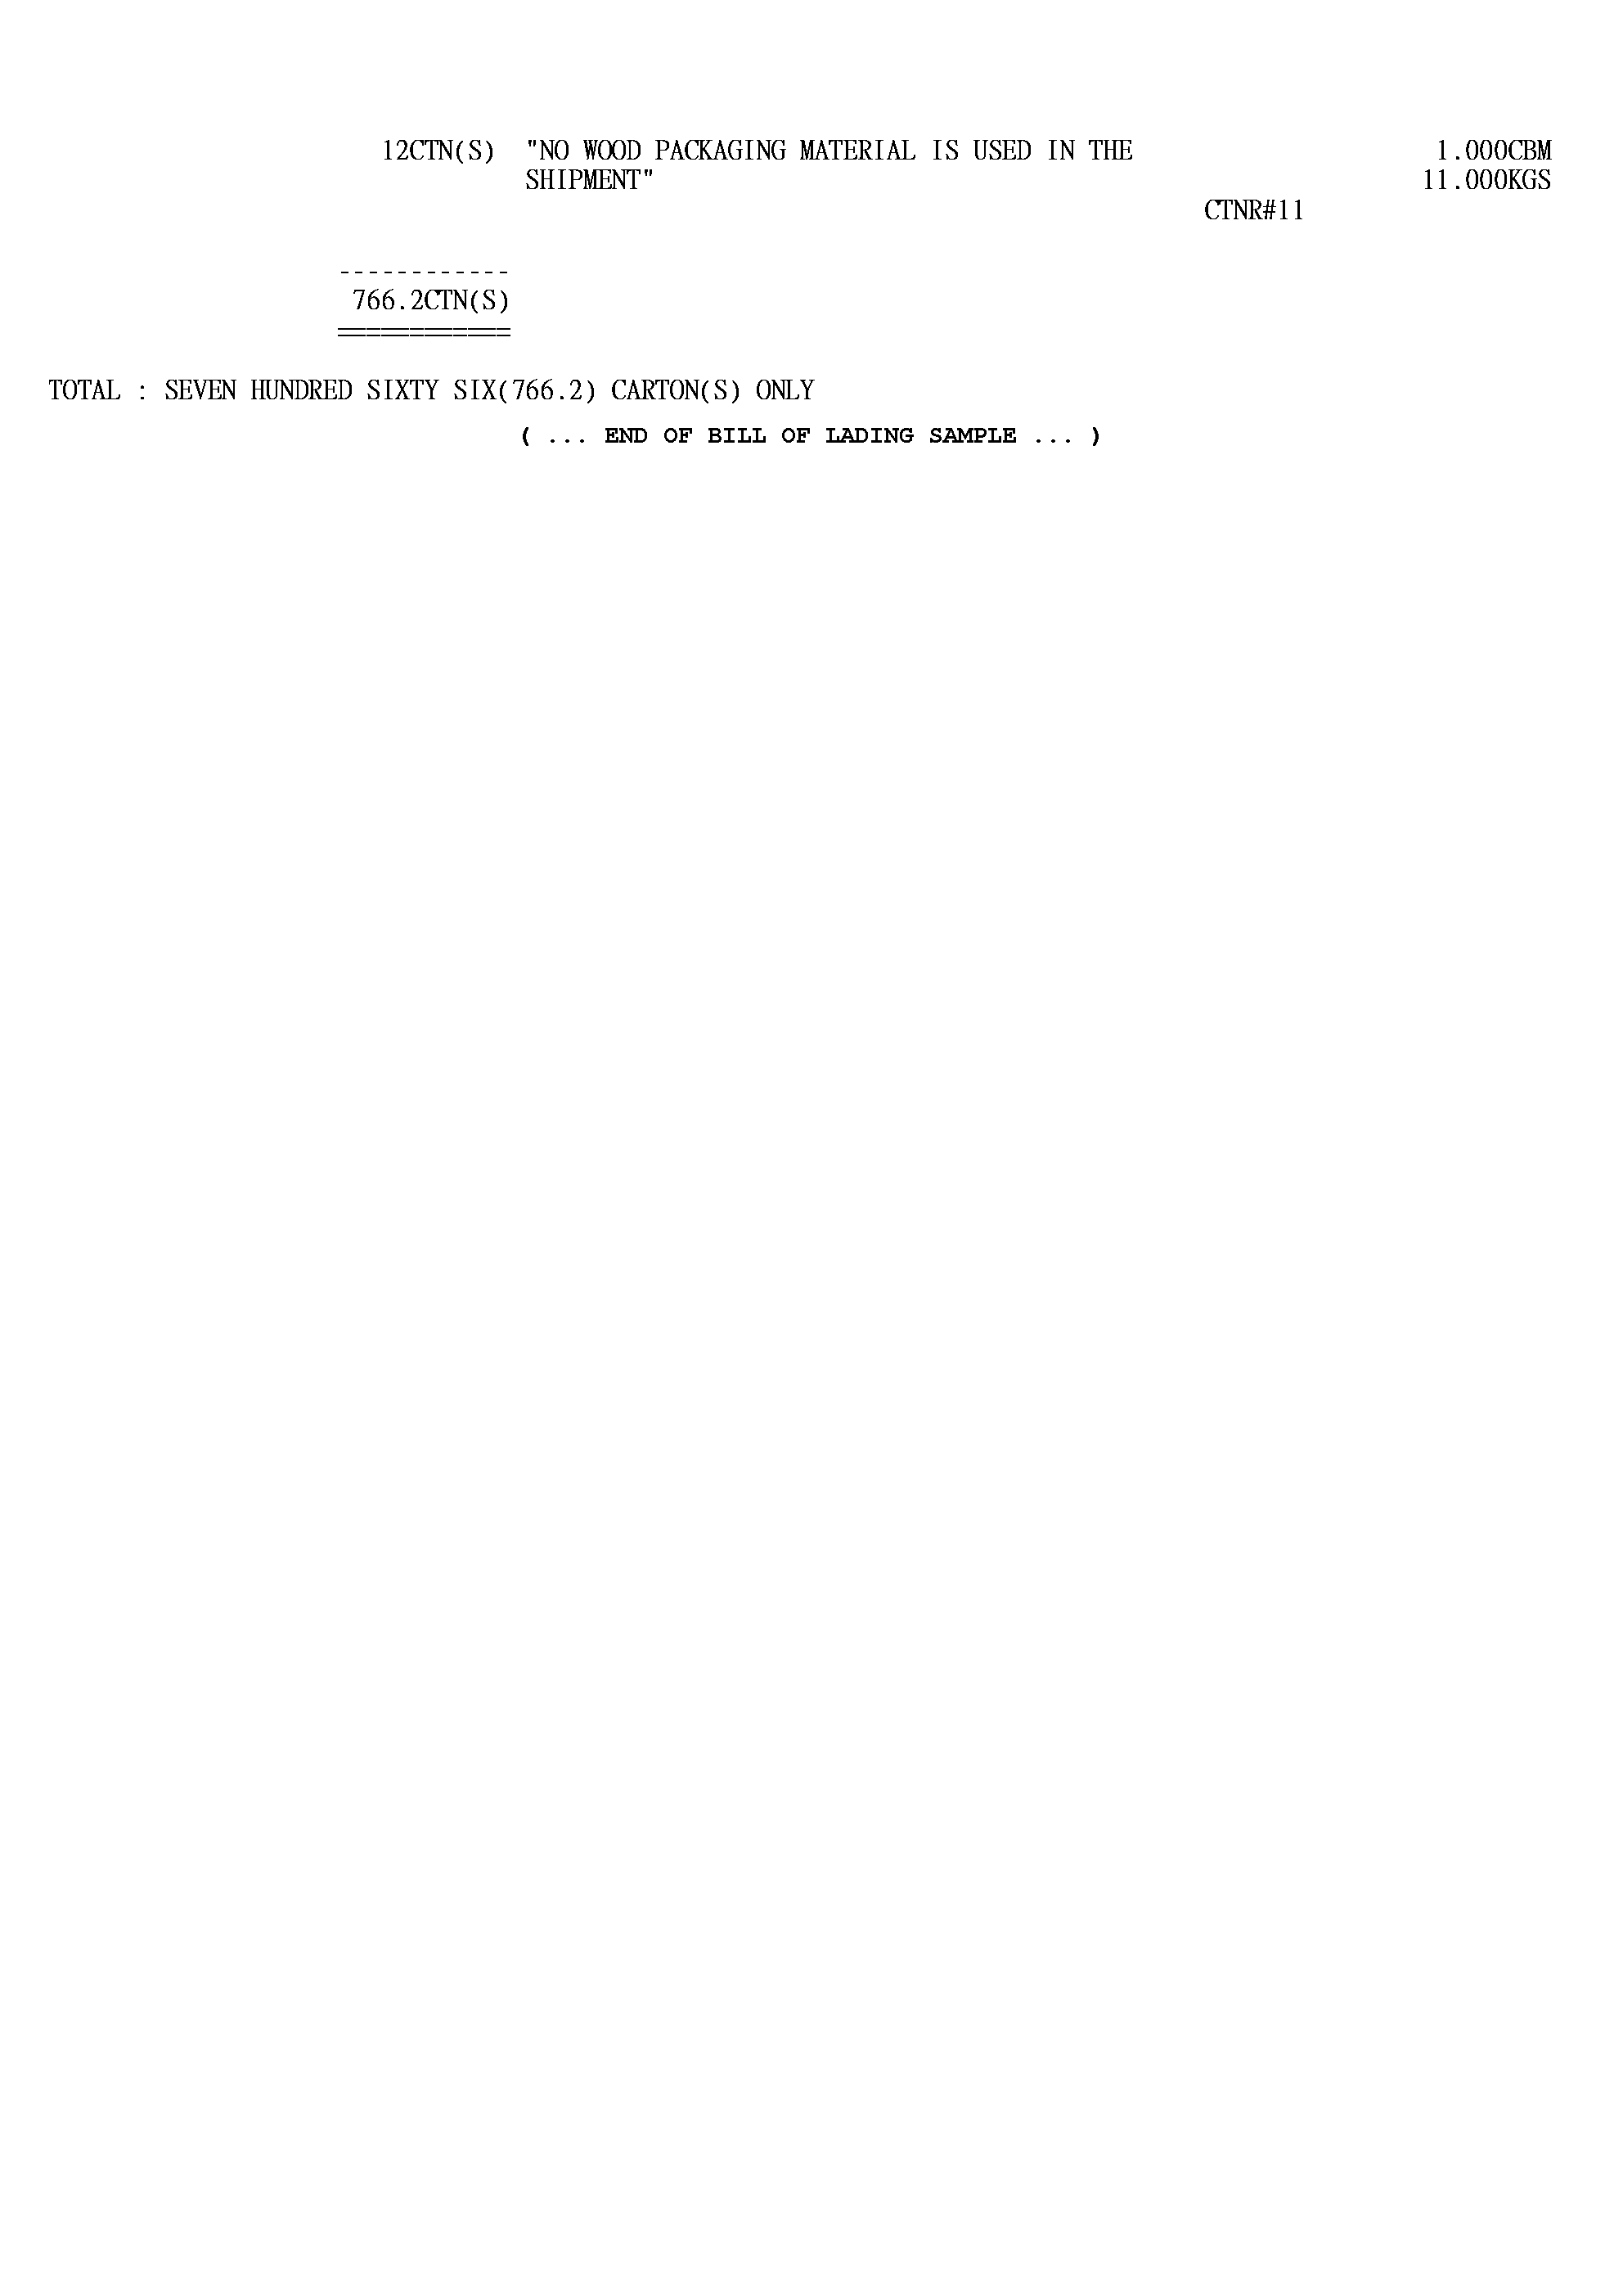 12CTN(S) "NO WOOD PACKAGING MATERIAL IS USED IN THE 1.000CBM
SHIPMENT" 11.000KGS
CTNR#11
------------
766.2CTN(S)
============
TOTAL : SEVEN HUNDRED SIXTY SIX(766.2) CARTON(S) ONLY
( ... END OF BILL OF LADING SAMPLE ... )